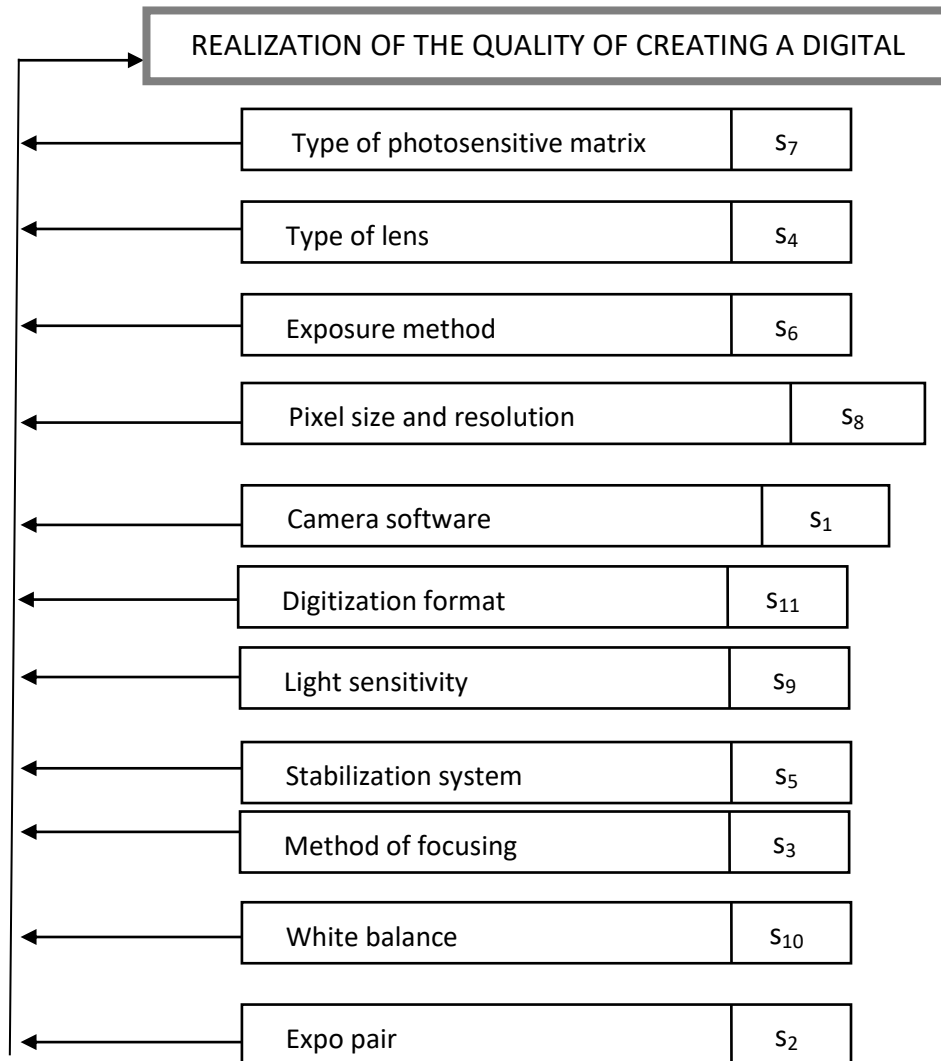 REALIZATION OF THE QUALITY OF CREATING A DIGITAL
Type of photosensitive matrix s₇
Type of lens s₄
Exposure method s₆
Pixel size and resolution s₈
Camera software s₁
Digitization format s₁₁
Light sensitivity s₉
Stabilization system s₅
Method of focusing s₃
White balance s₁₀
Expo pair s₂